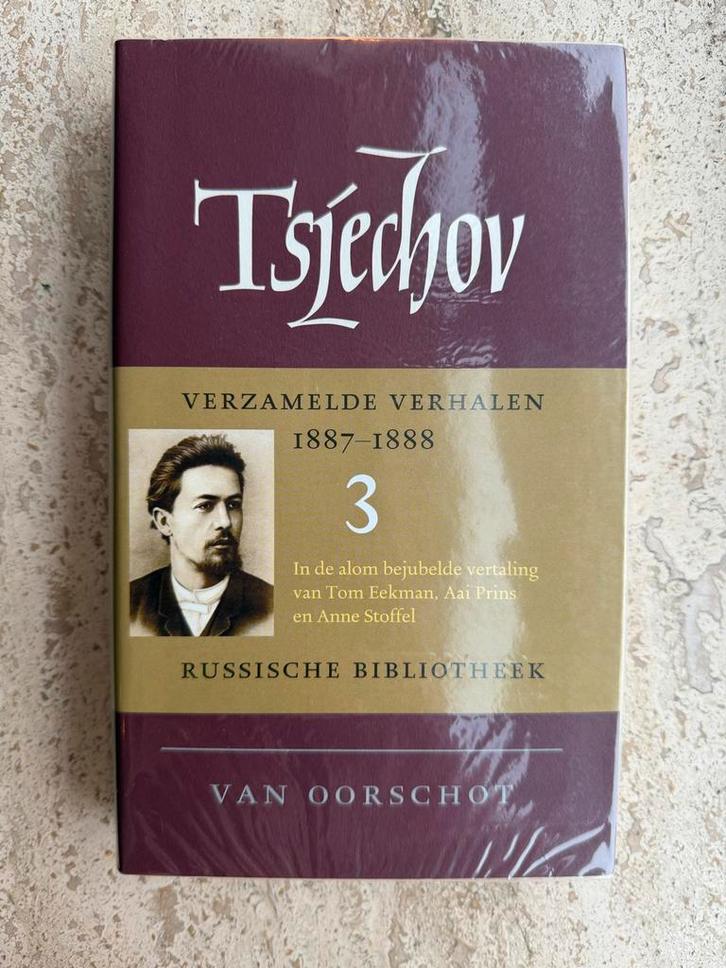 Tsjechov
VERZAMELDE VERHALEN
1887–1888
3
In de alom bejubelde vertaling
van Tom Eekman, Aai Prins
en Anne Stoffel
RUSSISCHE BIBLIOTHEEK
VAN OORSCHOT